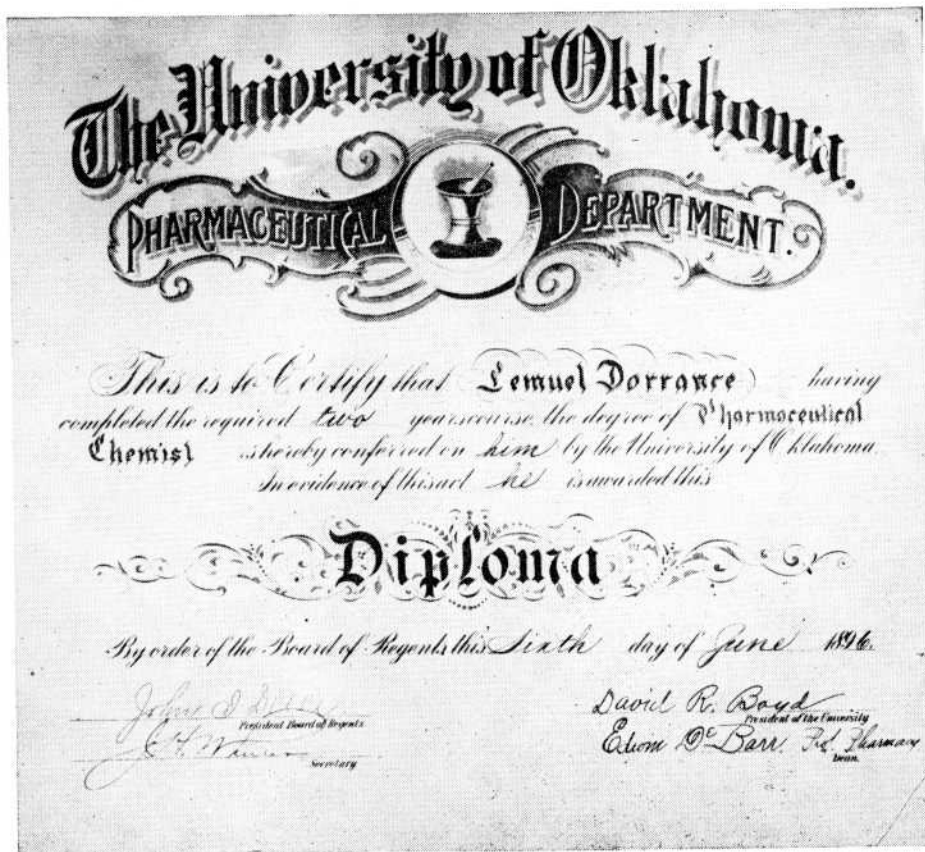 The University of Oklahoma.
PHARMACEUTICAL DEPARTMENT.
This is to Certify that Lemuel Dorrance having
completed the required two years course, the degree of Pharmaceutical
Chemist is hereby conferred on him by the University of Oklahoma.
In evidence of this act he is awarded this
Diploma
By order of the Board of Regents this Sixth day of June 1896.
John
President Board of Regents
Secretary
David R. Boyd
President of the University
Edwin De Barr. Prof. Pharmacy
Dean.